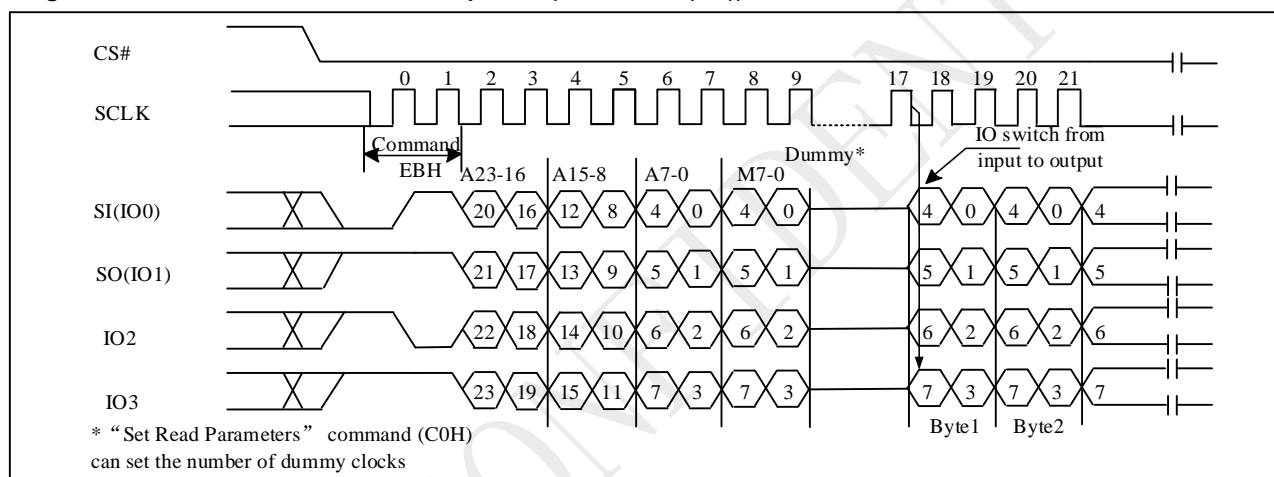 CS#
0 1 2 3 4 5 6 7 8 9 17 18 19 20 21
SCLK
Command
EBH
Dummy*
IO switch from
input to output
A23-16 A15-8 A7-0 M7-0
SI(IO0) 20 16 12 8 4 0 4 0 4 0 4 0 4
SO(IO1) 21 17 13 9 5 1 5 1 5 1 5 1 5
IO2 22 18 14 10 6 2 6 2 6 2 6 2 6
IO3 23 19 15 11 7 3 7 3 7 3 7 3 7
Byte1 Byte2
* “Set Read Parameters” command (C0H)
can set the number of dummy clocks